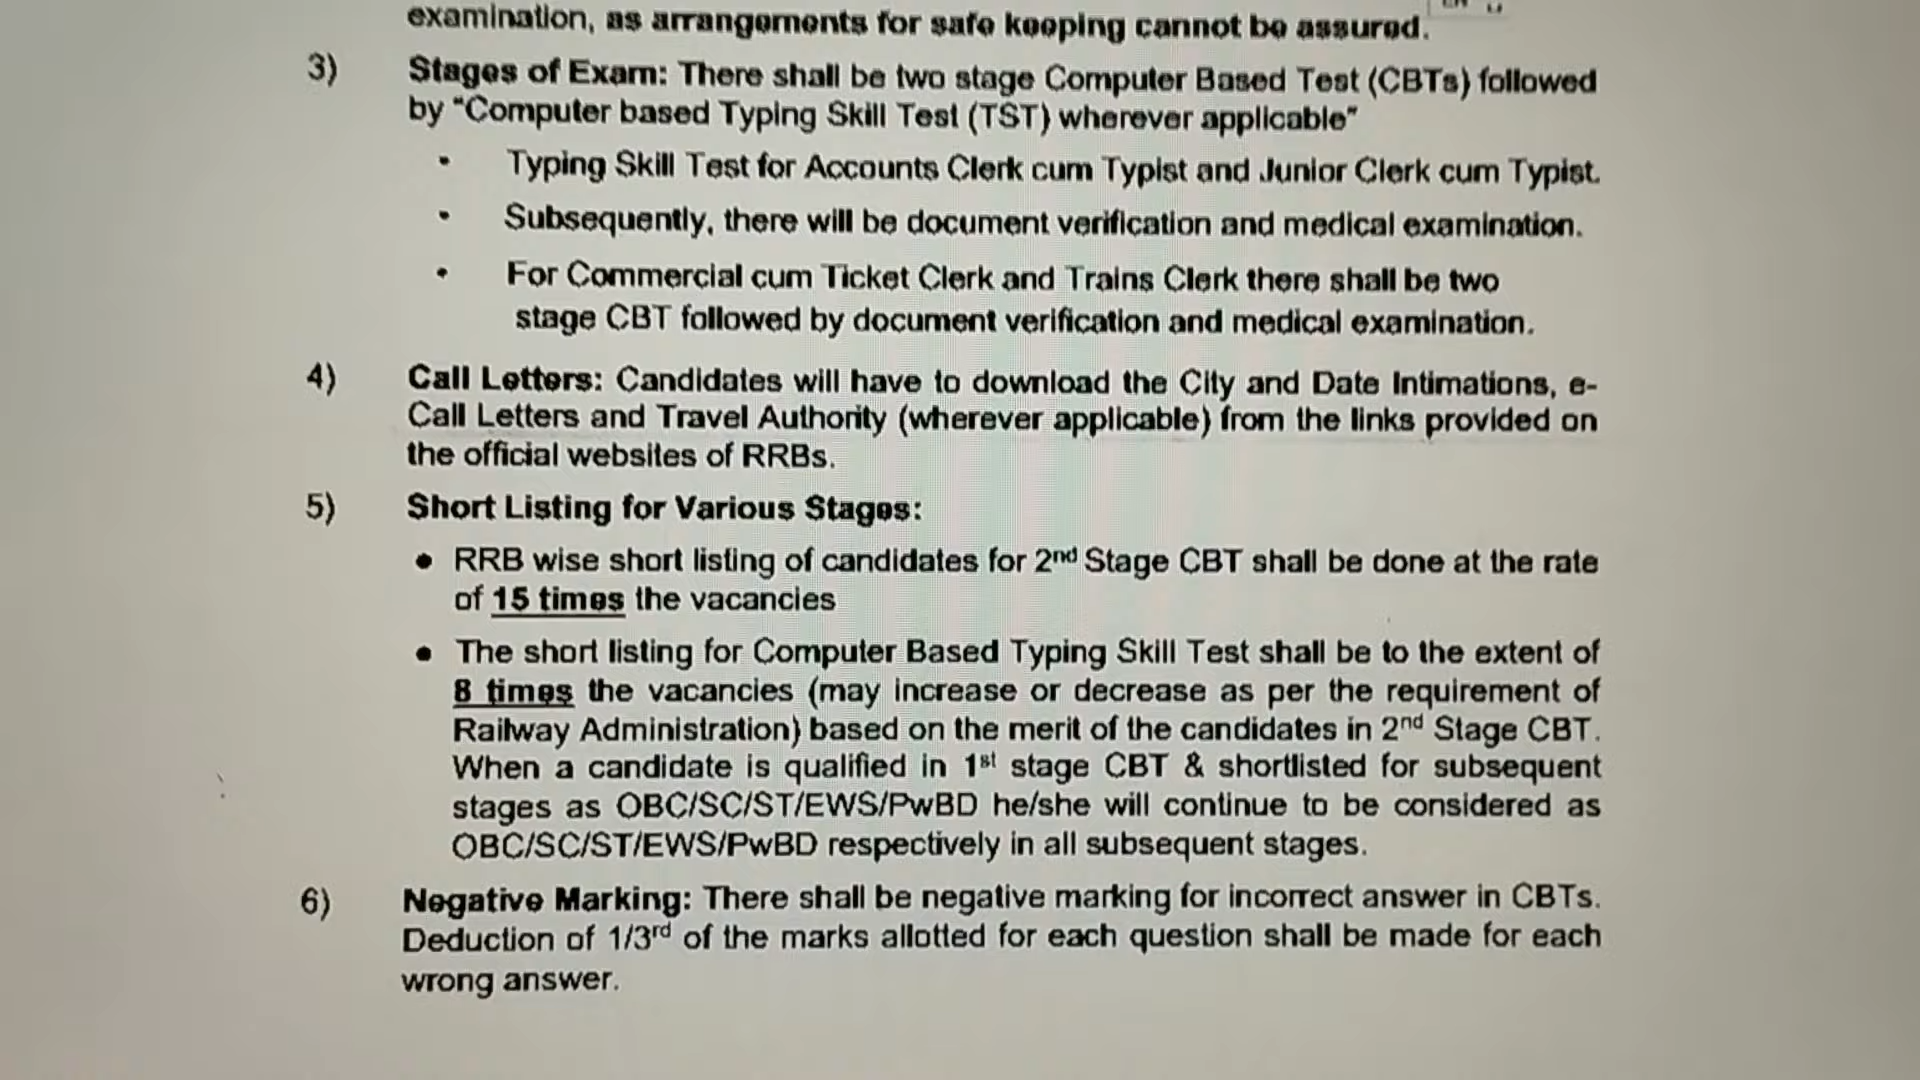 examination, as arrangements for safe keeping cannot be assured.
3) Stages of Exam: There shall be two stage Computer Based Test (CBTs) followed
by "Computer based Typing Skill Test (TST) wherever applicable"
• Typing Skill Test for Accounts Clerk cum Typist and Junior Clerk cum Typist.
• Subsequently, there will be document verification and medical examination.
• For Commercial cum Ticket Clerk and Trains Clerk there shall be two
stage CBT followed by document verification and medical examination.
4) Call Letters: Candidates will have to download the City and Date Intimations, e-
Call Letters and Travel Authority (wherever applicable) from the links provided on
the official websites of RRBs.
5) Short Listing for Various Stages:
• RRB wise short listing of candidates for 2nd Stage CBT shall be done at the rate
of 15 times the vacancies
• The short listing for Computer Based Typing Skill Test shall be to the extent of
8 times the vacancies (may increase or decrease as per the requirement of
Railway Administration) based on the merit of the candidates in 2nd Stage CBT.
When a candidate is qualified in 1st stage CBT & shortlisted for subsequent
stages as OBC/SC/ST/EWS/PwBD he/she will continue to be considered as
OBC/SC/ST/EWS/PwBD respectively in all subsequent stages.
6) Negative Marking: There shall be negative marking for incorrect answer in CBTs.
Deduction of 1/3rd of the marks allotted for each question shall be made for each
wrong answer.